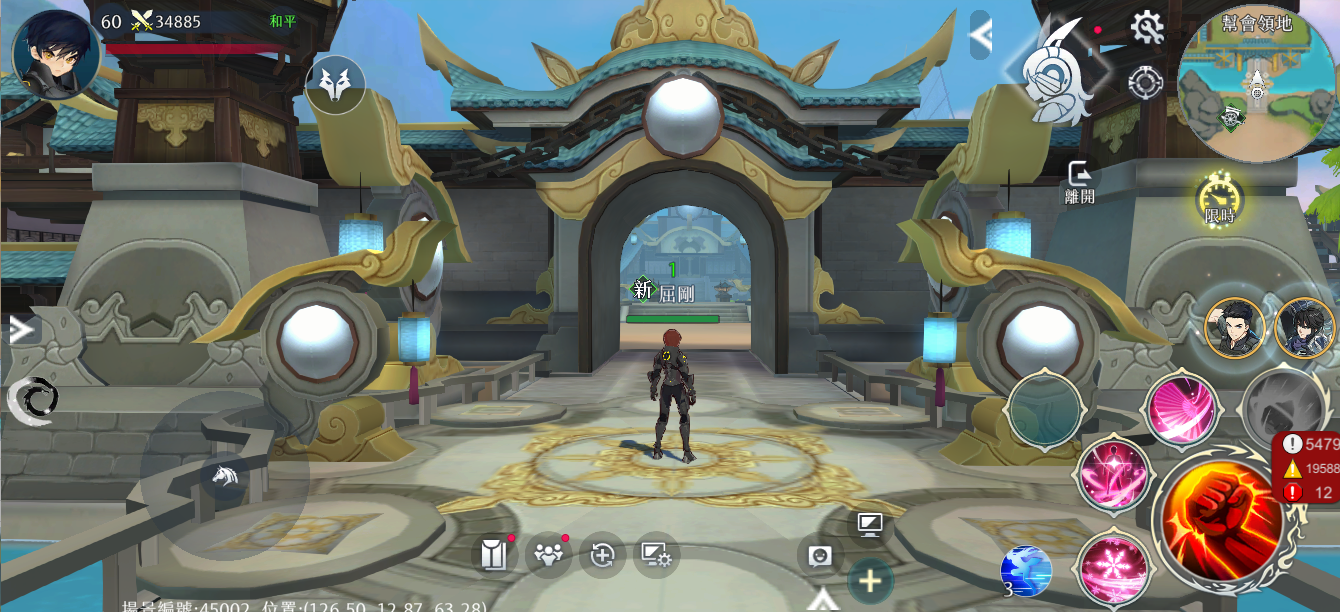 60 34885 和平
幫會領地
離開
限時
1
新 屈剛
5479
19588
12
3
場景編號:45002 位置:(126.50, 12.87, 63.28)